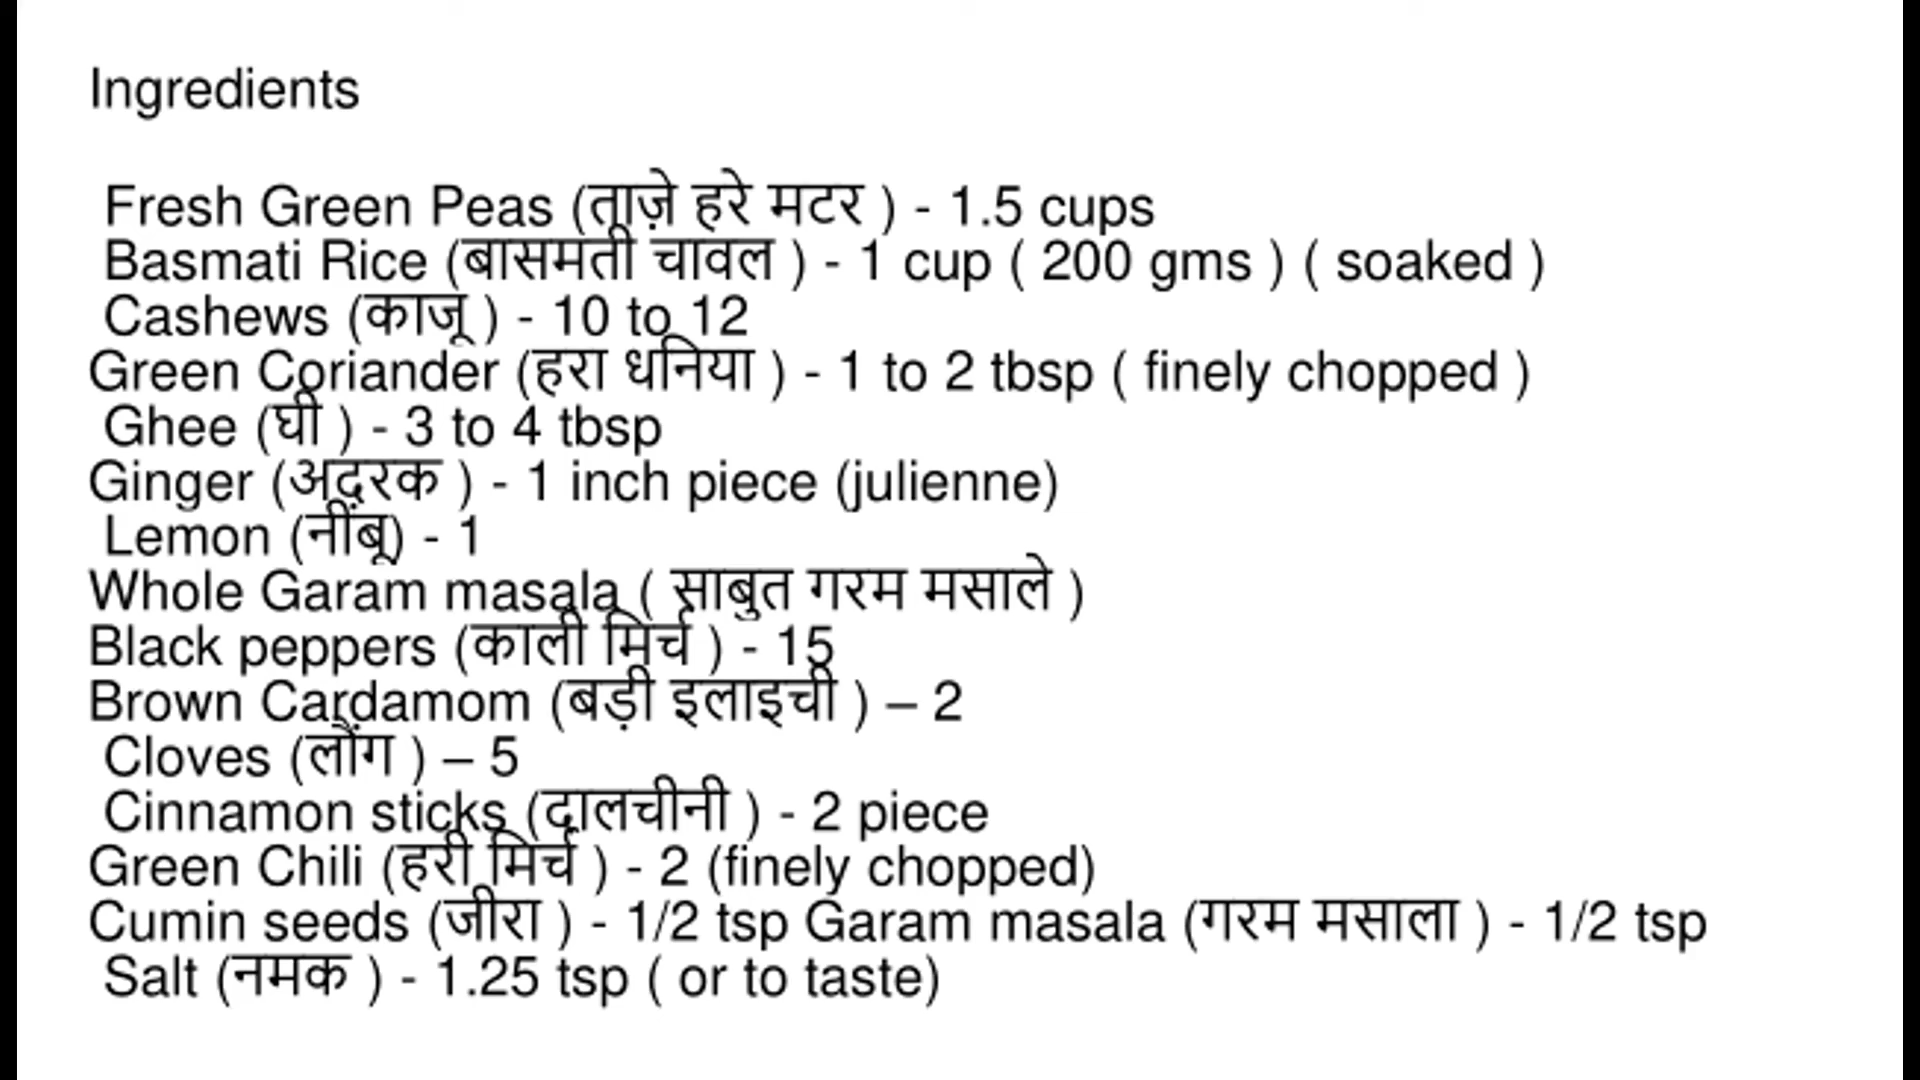 Ingredients
Fresh Green Peas (ताज़े हरे मटर ) - 1.5 cups
Basmati Rice (बासमती चावल ) - 1 cup ( 200 gms ) ( soaked )
Cashews (काजू ) - 10 to 12
Green Coriander (हरा धनिया ) - 1 to 2 tbsp ( finely chopped )
Ghee (घी ) - 3 to 4 tbsp
Ginger (अदरक ) - 1 inch piece (julienne)
Lemon (नींबू) - 1
Whole Garam masala ( साबुत गरम मसाले )
Black peppers (काली मिर्च ) - 15
Brown Cardamom (बड़ी इलाइची ) – 2
Cloves (लौंग ) – 5
Cinnamon sticks (दालचीनी ) - 2 piece
Green Chili (हरी मिर्च ) - 2 (finely chopped)
Cumin seeds (जीरा ) - 1/2 tsp Garam masala (गरम मसाला ) - 1/2 tsp
Salt (नमक ) - 1.25 tsp ( or to taste)